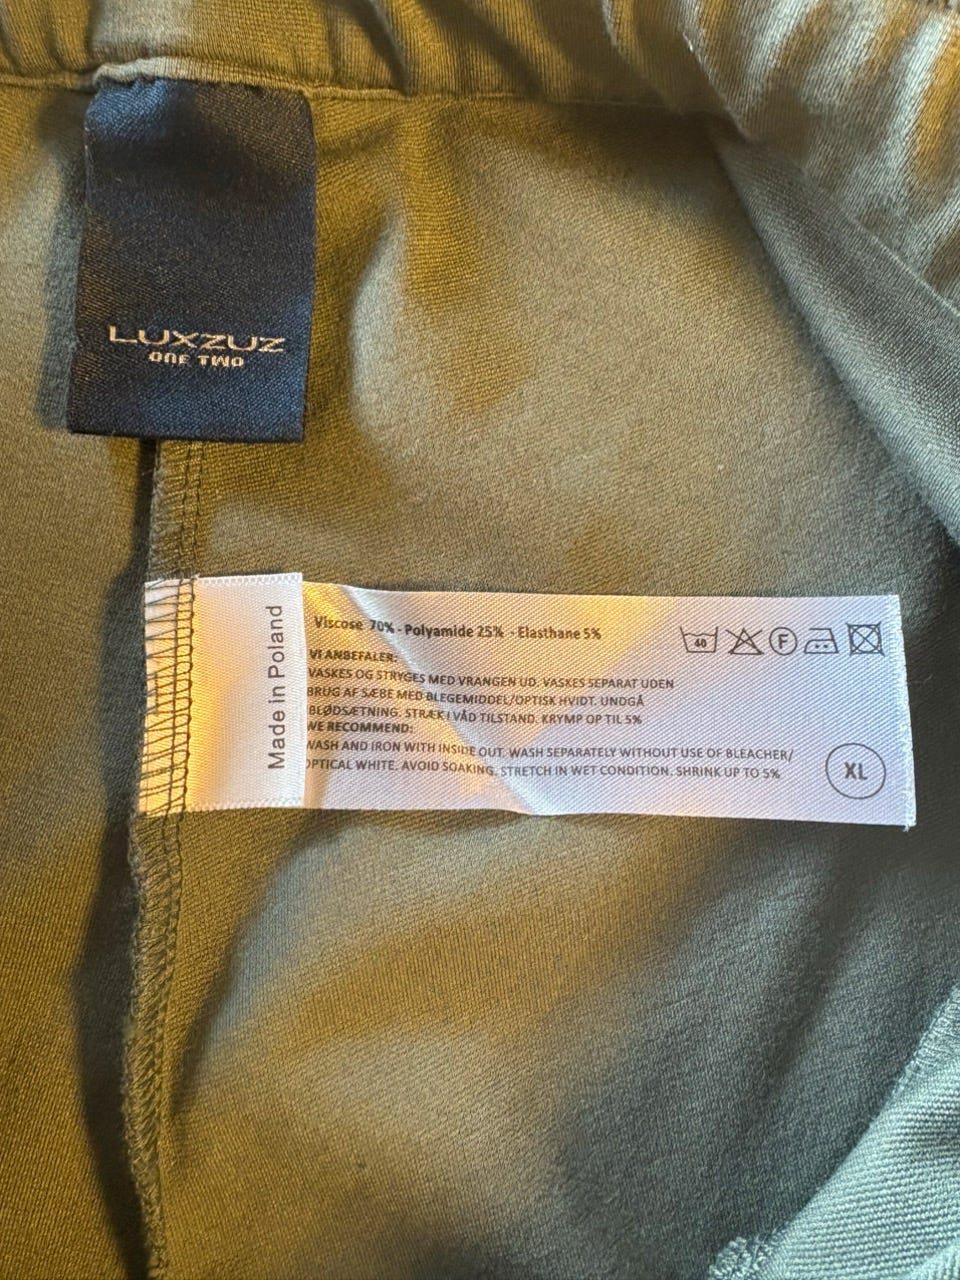 LUXZUZ
ONE TWO
Made in Poland
Viscose 70% - Polyamide 25% - Elasthane 5%
40
F
VI ANBEFALER:
VASKES OG STRYGES MED VRANGEN UD. VASKES SEPARAT UDEN
BRUG AF SÆBE MED BLEGEMIDDEL/OPTISK HVIDT. UNDGÅ
BLØDSÆTNING. STRÆK I VÅD TILSTAND. KRYMP OP TIL 5%
WE RECOMMEND:
WASH AND IRON WITH INSIDE OUT. WASH SEPARATELY WITHOUT USE OF BLEACHER/
OPTICAL WHITE. AVOID SOAKING. STRETCH IN WET CONDITION. SHRINK UP TO 5%
XL